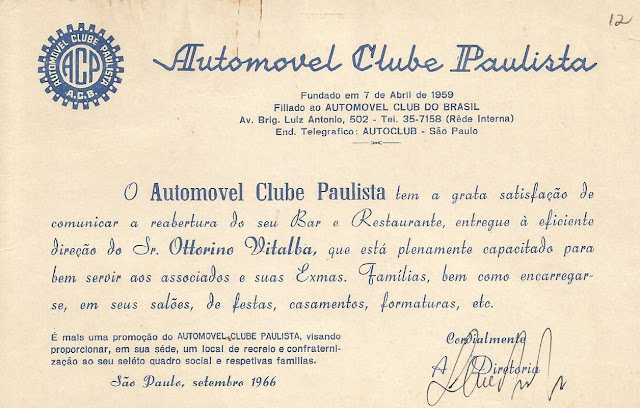 12
AUTOMOVEL CLUBE PAULISTA
ACP
A.C.B.
Automovel Clube Paulista
Fundado em 7 de Abril de 1959
Filiado ao AUTOMOVEL CLUB DO BRASIL
Av. Brig. Luiz Antonio, 502 - Tel. 35-7158 (Rêde Interna)
End. Telegrafico: AUTOCLUB - São Paulo
O Automovel Clube Paulista tem a grata satisfação de
comunicar a reabertura do seu Bar e Restaurante, entregue à eficiente
direção do Sr. Ottorino Vitalba, que está plenamente capacitado para
bem servir aos associados e suas Exmas. Famílias, bem como encarregar-
se, em seus salões, de festas, casamentos, formaturas, etc.
É mais uma promoção do AUTOMOVEL CLUBE PAULISTA, visando
proporcionar, em sua séde, um local de recreio e confraterni-
zação ao seu seléto quadro social e respetivas familias.
São Paulo, setembro 1966
Cordialmente
A Diretoria